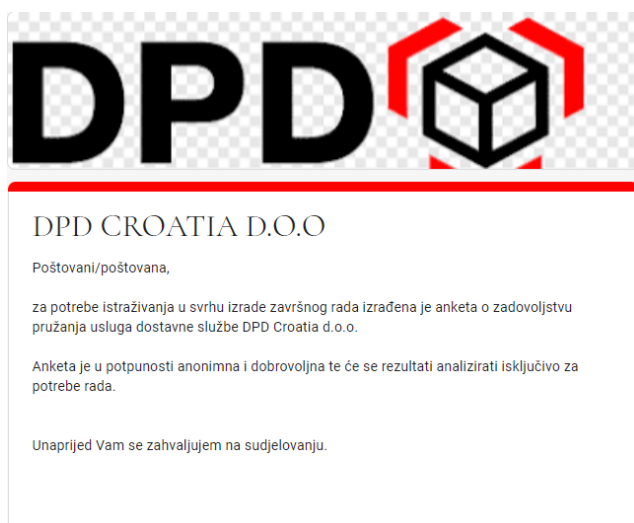 DPD
DPD CROATIA D.O.O
Poštovani/poštovana,
za potrebe istraživanja u svrhu izrade završnog rada izrađena je anketa o zadovoljstvu
pružanja usluga dostavne službe DPD Croatia d.o.o.
Anketa je u potpunosti anonimna i dobrovoljna te će se rezultati analizirati isključivo za
potrebe rada.
Unaprijed Vam se zahvaljujem na sudjelovanju.